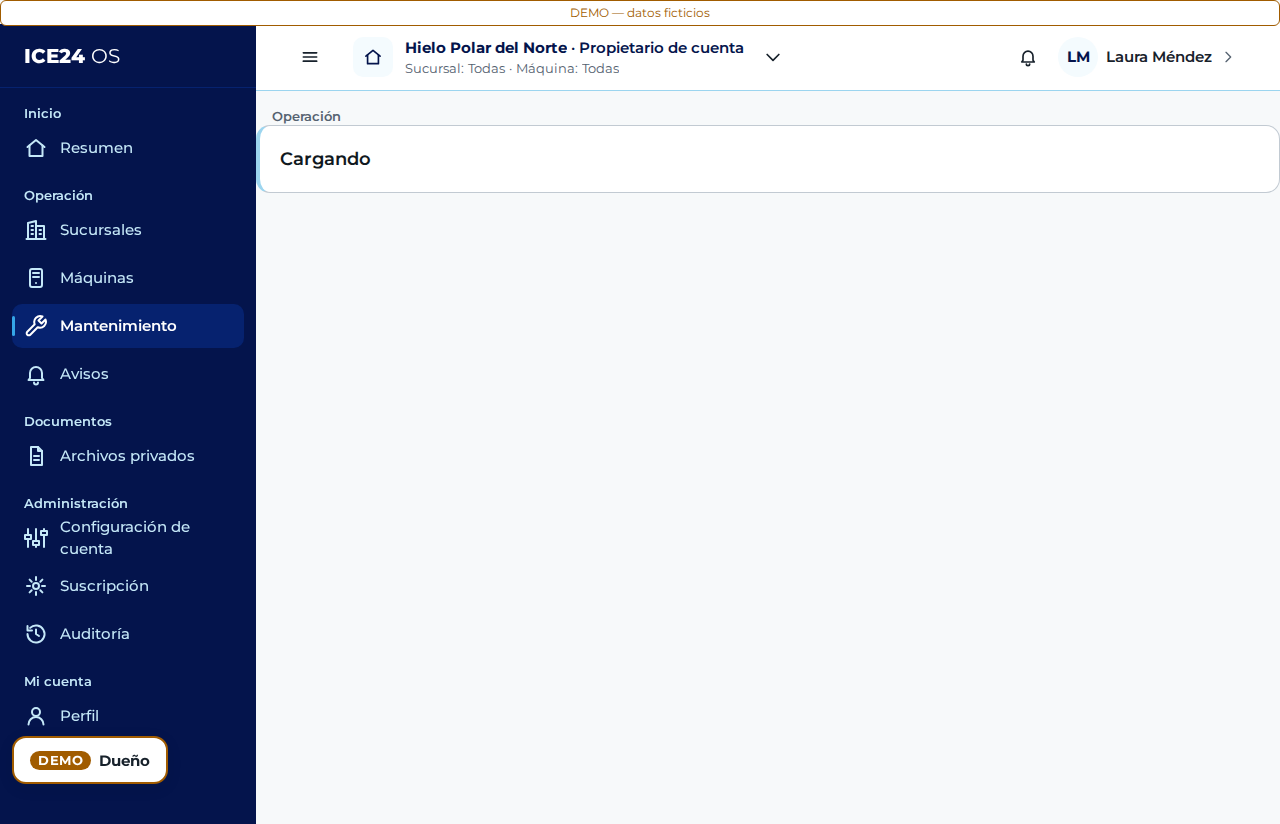 DEMO — datos ficticios
ICE24 OS
Hielo Polar del Norte · Propietario de cuenta
Sucursal: Todas · Máquina: Todas
LM Laura Méndez
Inicio
Resumen
Operación
Sucursales
Máquinas
Mantenimiento
Avisos
Documentos
Archivos privados
Administración
Configuración de
cuenta
Suscripción
Auditoría
Mi cuenta
Perfil
DEMO Dueño
Operación
Cargando